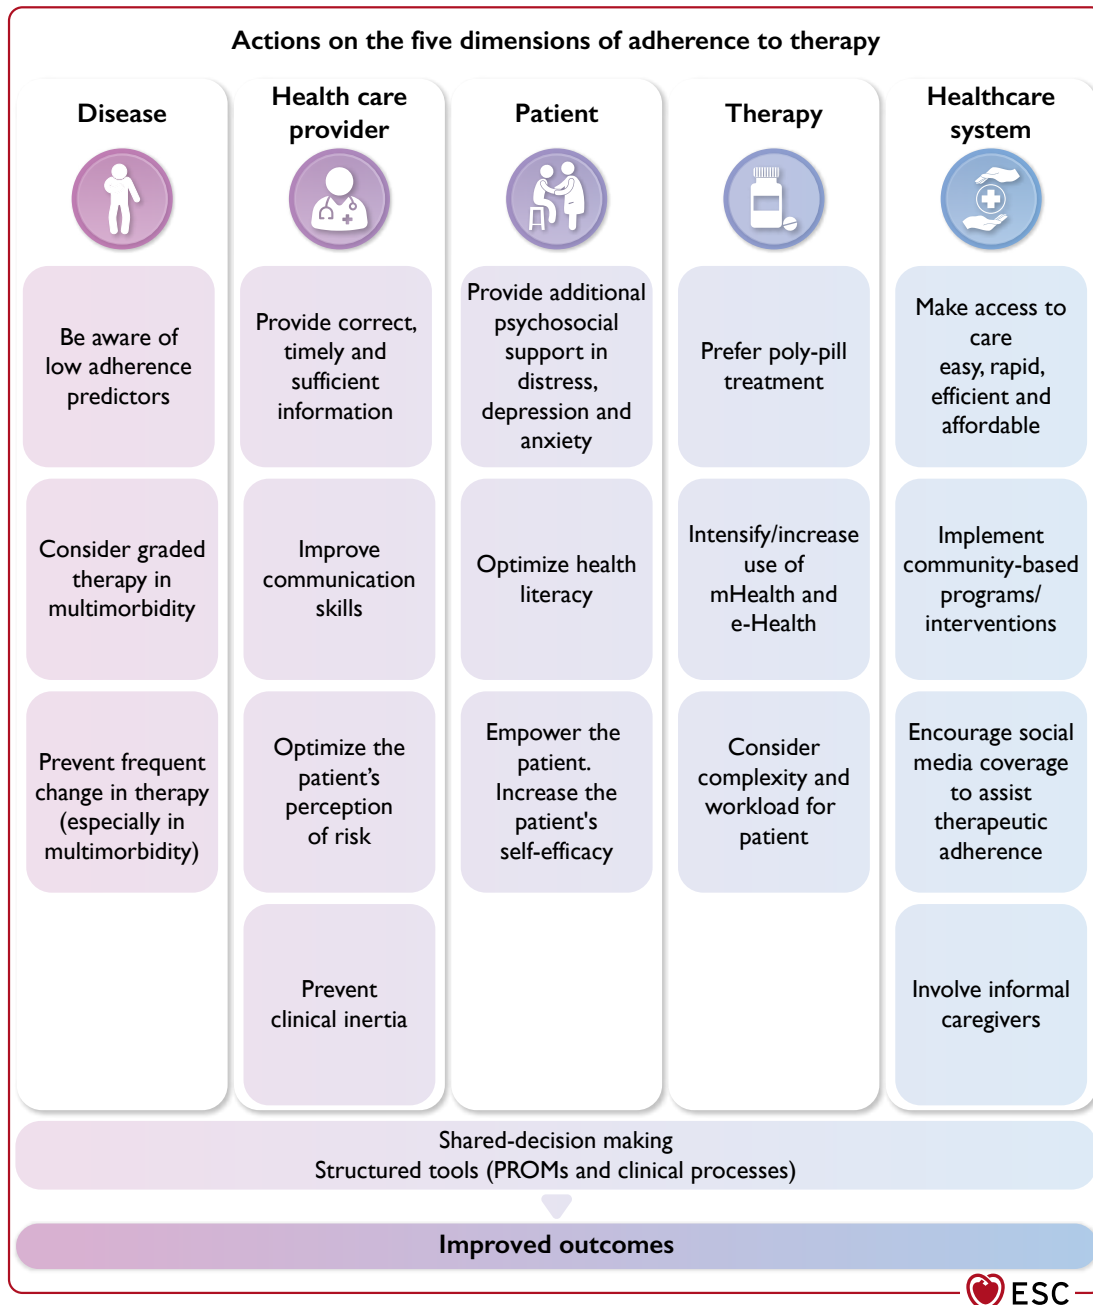 Actions on the five dimensions of adherence to therapy
Disease
Be aware of
low adherence
predictors
Consider graded
therapy in
multimorbidity
Prevent frequent
change in therapy
(especially in
multimorbidity)
Health care
provider
Provide correct,
timely and
sufficient
information
Improve
communication
skills
Optimize the
patient’s
perception
of risk
Prevent
clinical inertia
Patient
Provide additional
psychosocial
support in
distress,
depression and
anxiety
Optimize health
literacy
Empower the
patient.
Increase the
patient's
self-efficacy
Therapy
Prefer poly-pill
treatment
Intensify/increase
use of
mHealth and
e-Health
Consider
complexity and
workload for
patient
Healthcare
system
Make access to
care
easy, rapid,
efficient and
affordable
Implement
community-based
programs/
interventions
Encourage social
media coverage
to assist
therapeutic
adherence
Involve informal
caregivers
Shared-decision making
Structured tools (PROMs and clinical processes)
Improved outcomes
ESC